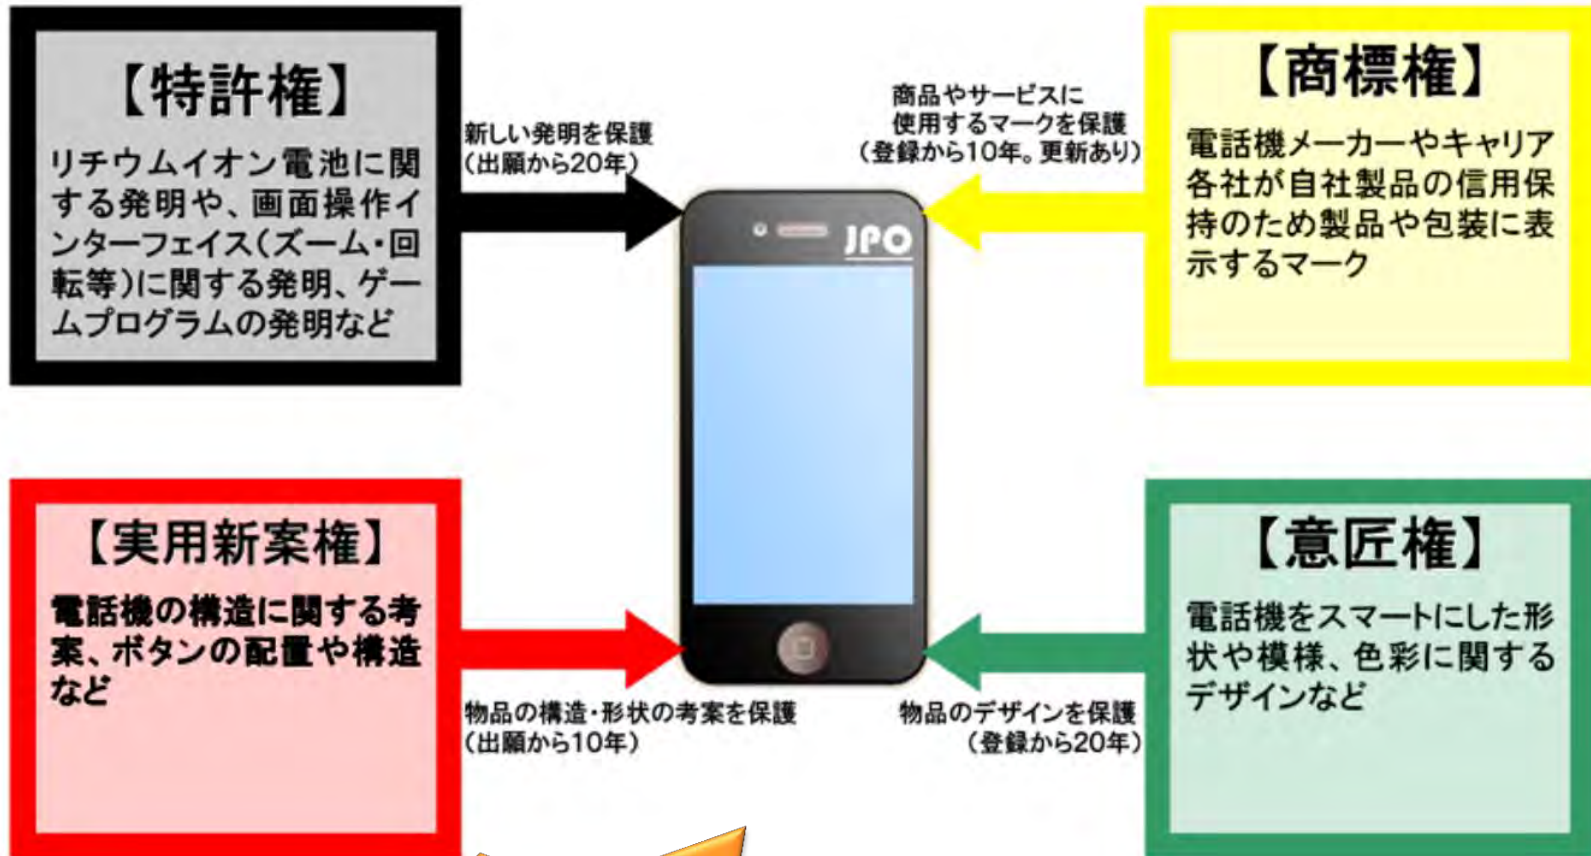 【特許権】
リチウムイオン電池に関
する発明や、画面操作イ
ンターフェイス(ズーム・回
転等)に関する発明、ゲー
ムプログラムの発明など
新しい発明を保護
(出願から20年)
商品やサービスに
使用するマークを保護
(登録から10年。更新あり)
【商標権】
電話機メーカーやキャリア
各社が自社製品の信用保
持のため製品や包装に表
示するマーク
JPO
【実用新案権】
電話機の構造に関する考
案、ボタンの配置や構造
など
物品の構造・形状の考案を保護
(出願から10年)
物品のデザインを保護
(登録から20年)
【意匠権】
電話機をスマートにした形
状や模様、色彩に関する
デザインなど